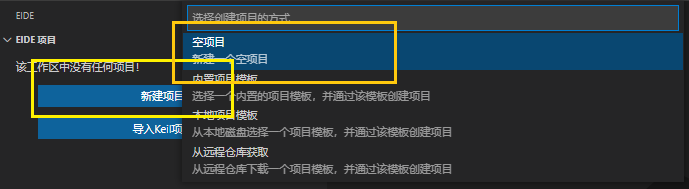 EIDE
EIDE 项目
该工作区中没有任何项目!
新建项目
导入Keil项
选择创建项目的方式
空项目
新建一个空项目
内置项目模板
选择一个内置的项目模板，并通过该模板创建项目
本地项目模板
从本地磁盘选择一个项目模板，并通过该模板创建项目
从远程仓库获取
从远程仓库下载一个项目模板，并通过该模板创建项目